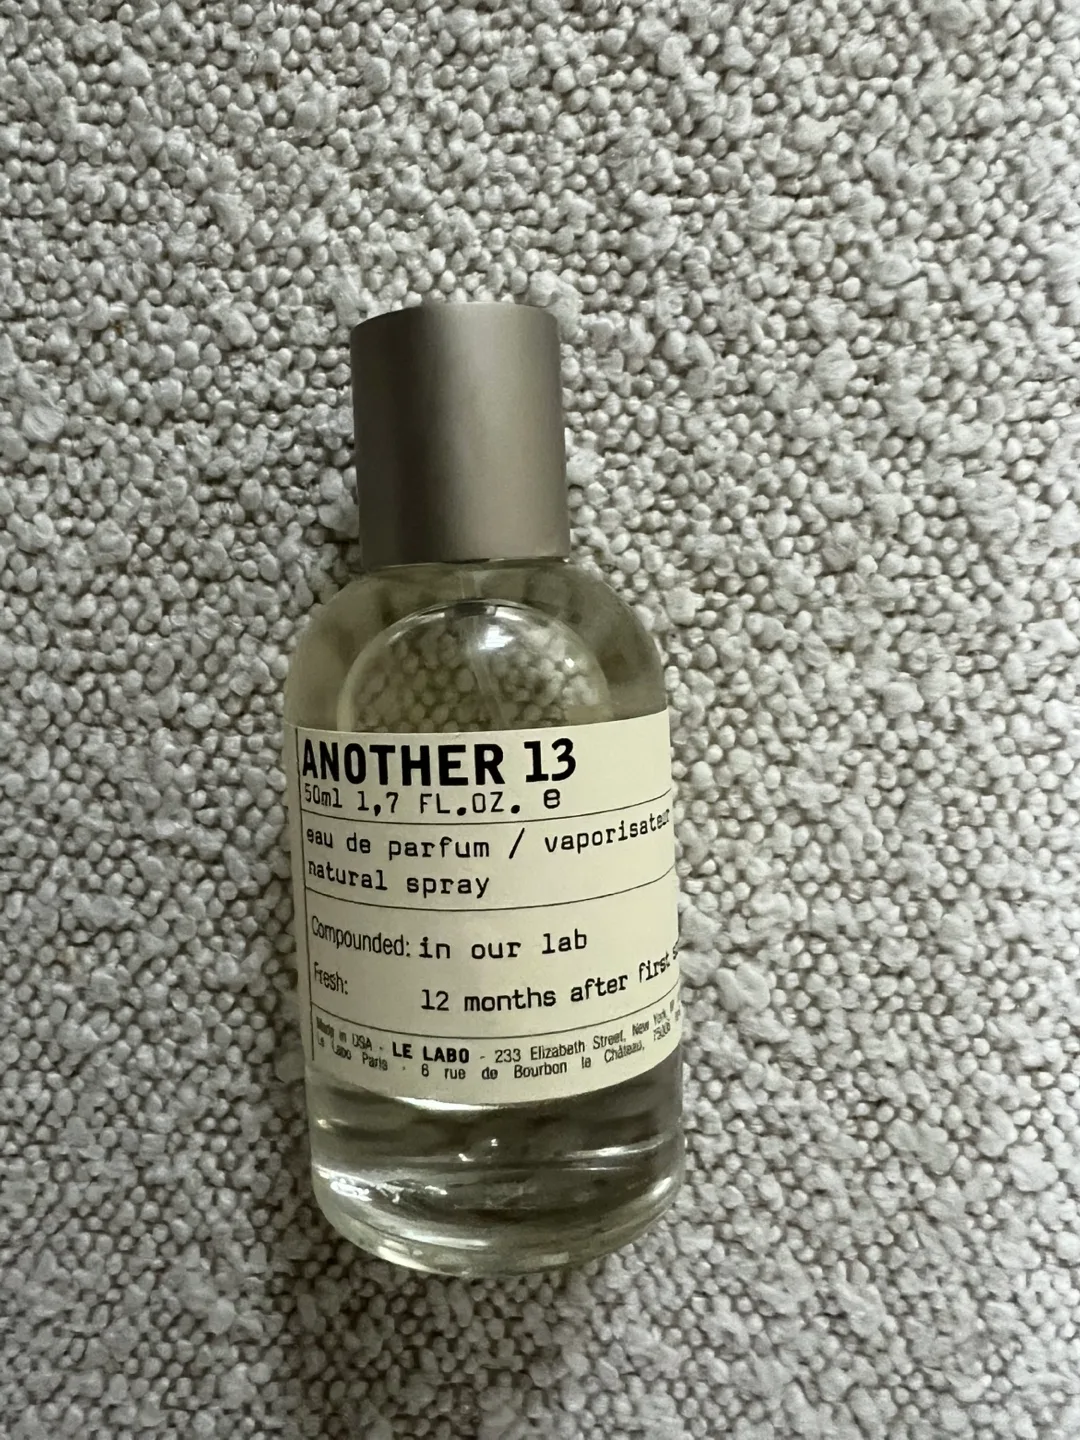 ANOTHER 13
50ml 1,7 FL.OZ. e
eau de parfum / vaporisateur
natural spray
Compounded: in our lab
Fresh: 12 months after first
Made in USA - LE LABO - 233 Elizabeth Street, New York,
Le Labo Paris - 6 rue de Bourbon le Château,